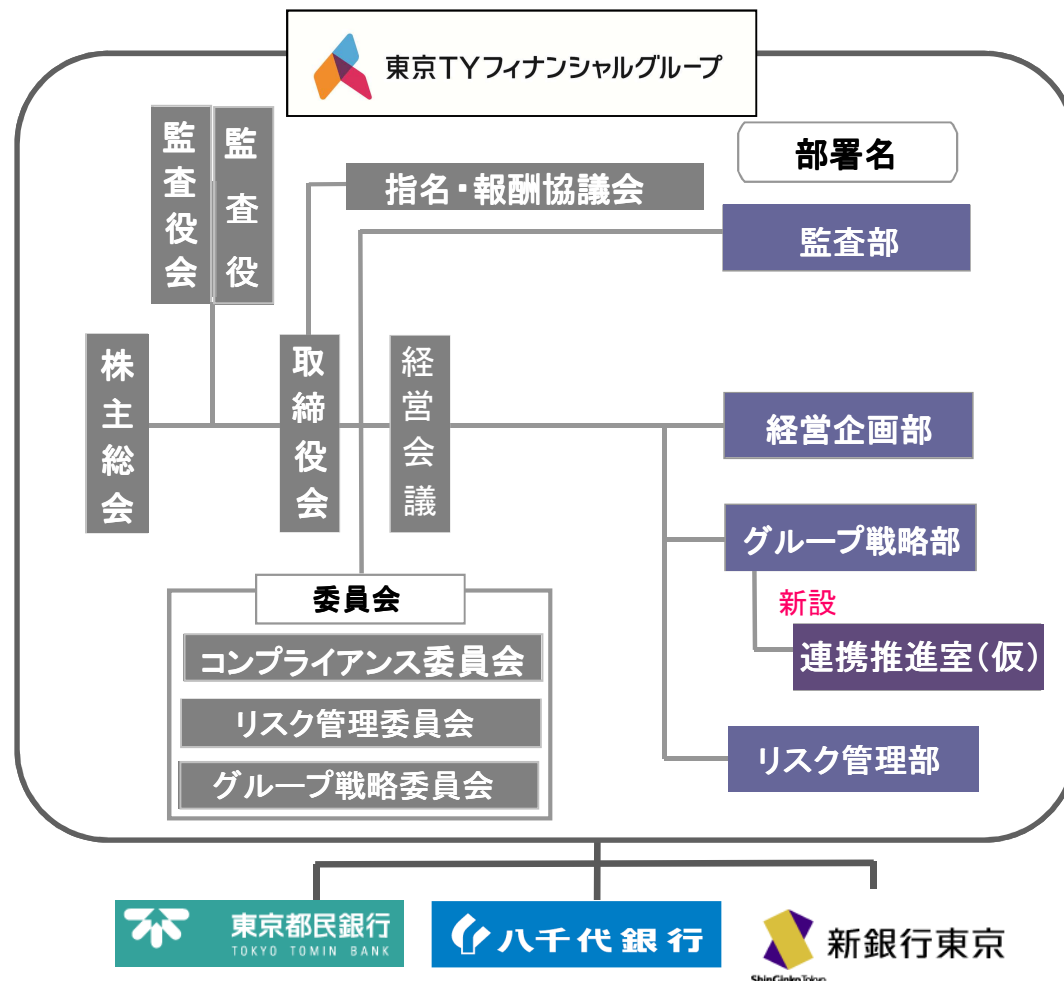 東京TYフィナンシャルグループ
監査役会
監査役
部署名
指名・報酬協議会
監査部
株主総会
取締役会
経営会議
経営企画部
グループ戦略部
新設
連携推進室(仮)
委員会
コンプライアンス委員会
リスク管理委員会
グループ戦略委員会
リスク管理部
東京都民銀行
TOKYO TOMIN BANK
八千代銀行
新銀行東京
ShinGinkoTokyo